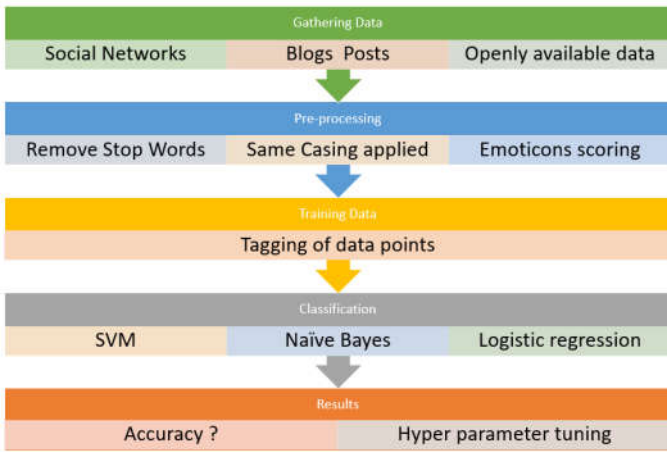 Gathering Data
Social Networks Blogs Posts Openly available data
Pre-processing
Remove Stop Words Same Casing applied Emoticons scoring
Training Data
Tagging of data points
Classification
SVM Naïve Bayes Logistic regression
Results
Accuracy ? Hyper parameter tuning